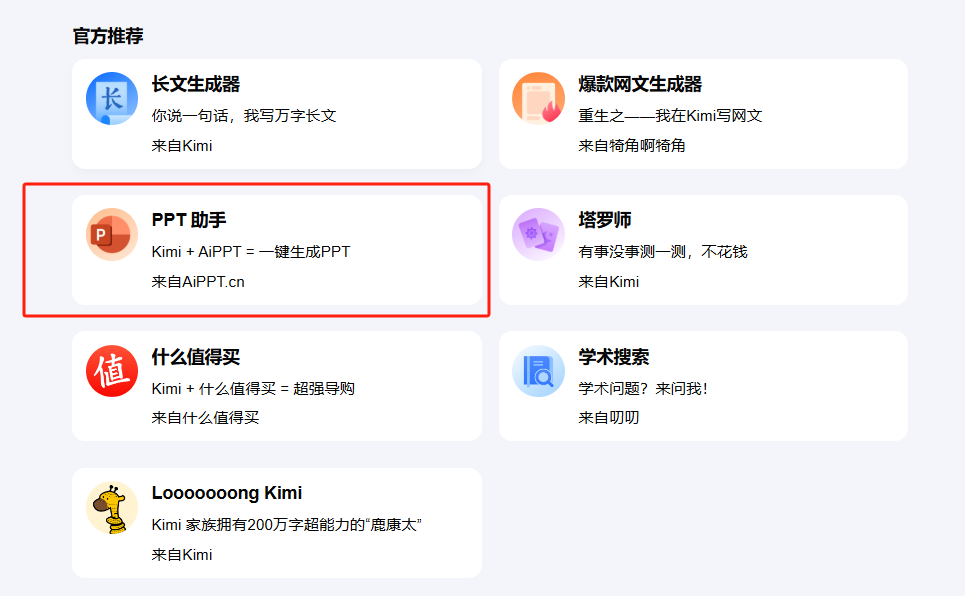 官方推荐
长
长文生成器
你说一句话，我写万字长文
来自Kimi
爆款网文生成器
重生之——我在Kimi写网文
来自犄角啊犄角
P
PPT 助手
Kimi + AiPPT = 一键生成PPT
来自AiPPT.cn
塔罗师
有事没事测一测，不花钱
来自Kimi
值
什么值得买
Kimi + 什么值得买 = 超强导购
来自什么值得买
学术搜索
学术问题？来问我！
来自叨叨
Looooooong Kimi
Kimi 家族拥有200万字超能力的“鹿康太”
来自Kimi